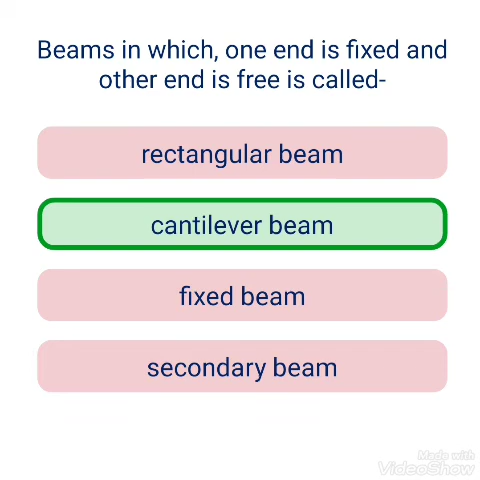 Beams in which, one end is fixed and
other end is free is called-
rectangular beam
cantilever beam
fixed beam
secondary beam
Made with
VideoShow